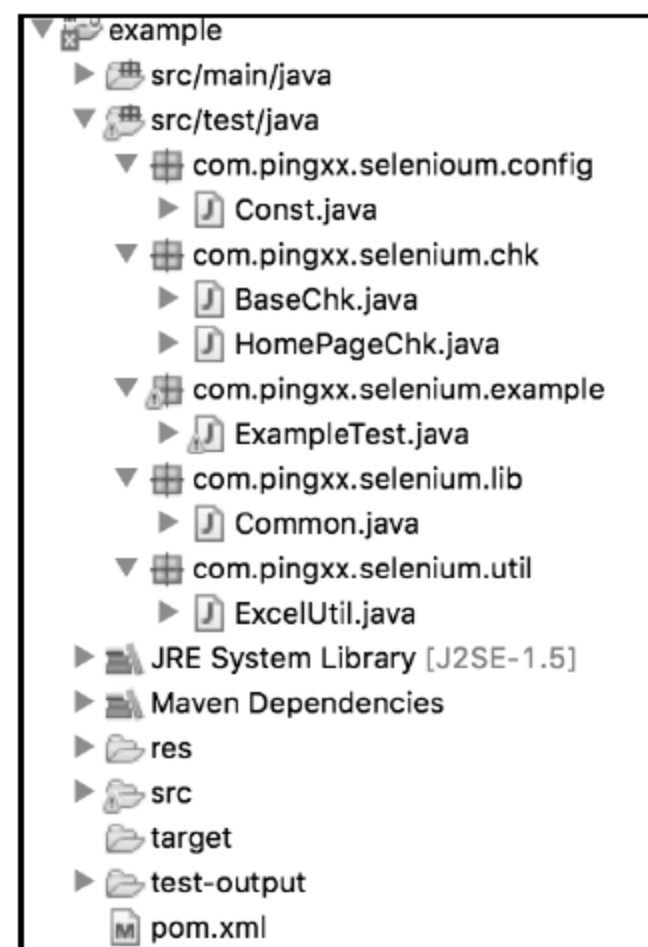 example
src/main/java
src/test/java
com.pingxx.selenioum.config
Const.java
com.pingxx.selenium.chk
BaseChk.java
HomePageChk.java
com.pingxx.selenium.example
ExampleTest.java
com.pingxx.selenium.lib
Common.java
com.pingxx.selenium.util
ExcelUtil.java
JRE System Library [J2SE-1.5]
Maven Dependencies
res
src
target
test-output
pom.xml